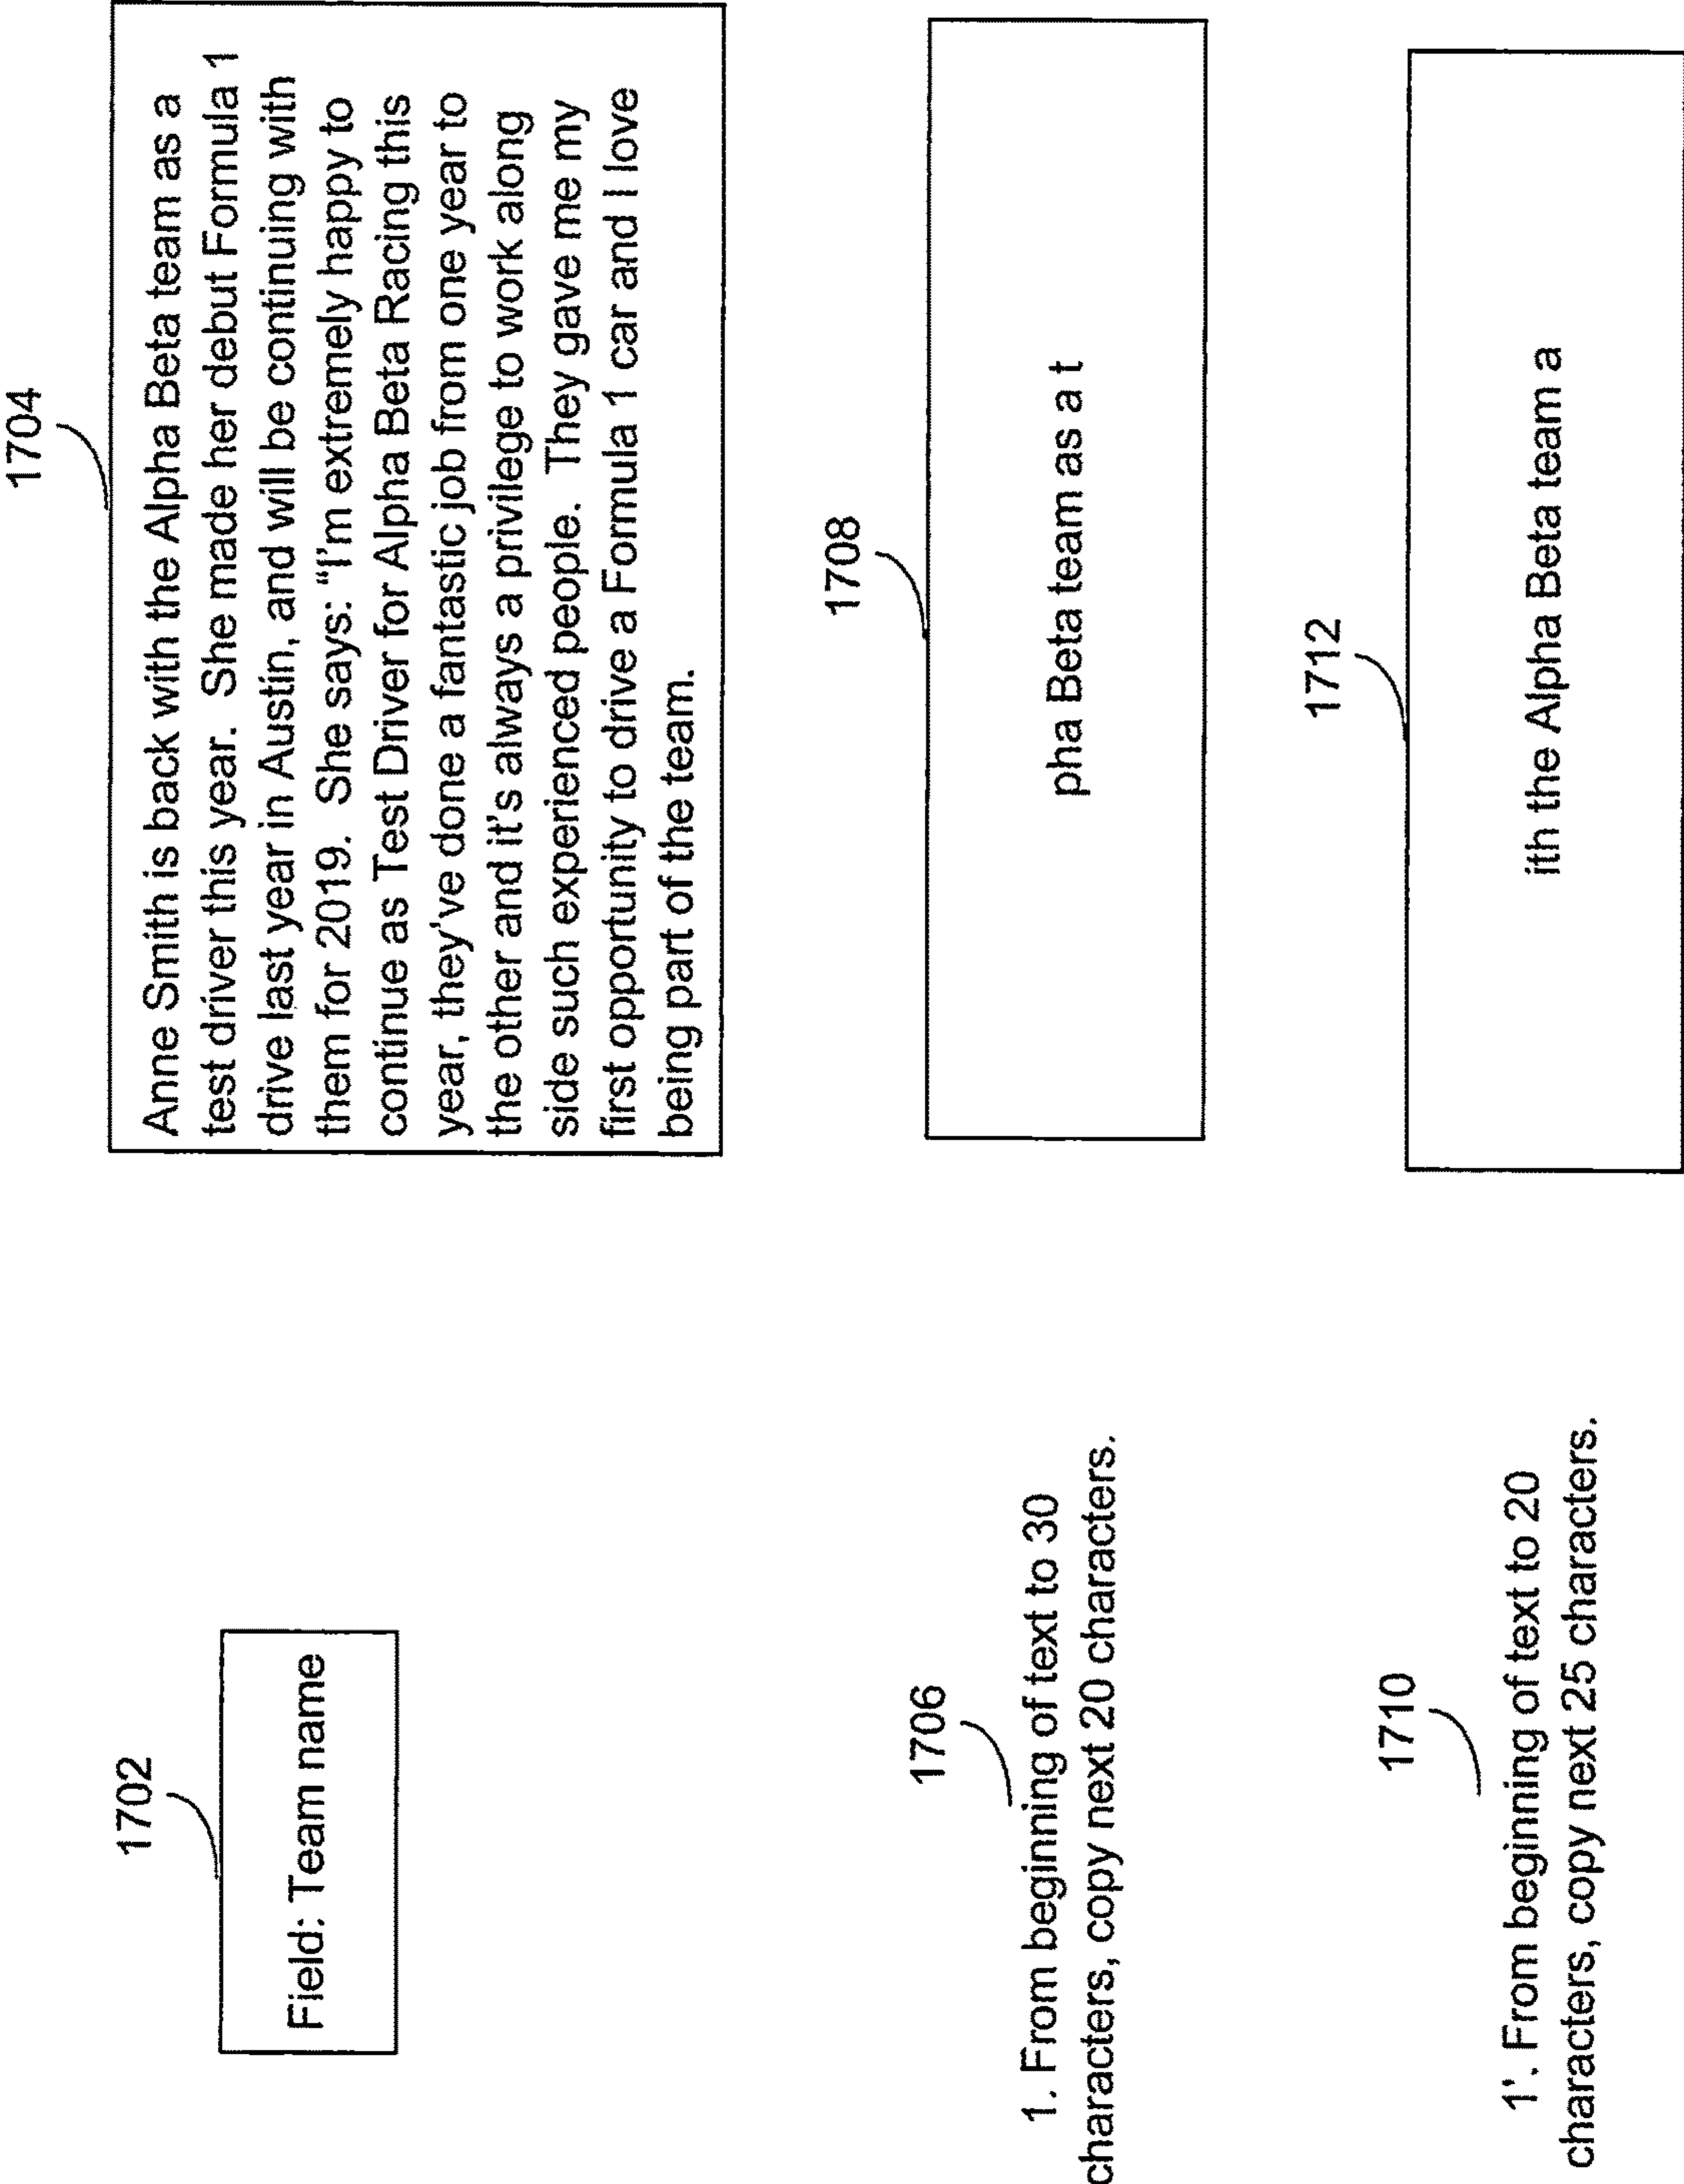 1702
Field: Team name
1704
Anne Smith is back with the Alpha Beta team as a
test driver this year. She made her debut Formula 1
drive last year in Austin, and will be continuing with
them for 2019. She says: “I'm extremely happy to
continue as Test Driver for Alpha Beta Racing this
year, they've done a fantastic job from one year to
the other and it's always a privilege to work along
side such experienced people. They gave me my
first opportunity to drive a Formula 1 car and I love
being part of the team.
1706
1. From beginning of text to 30
characters, copy next 20 characters.
1708
pha Beta team as a t
1710
1'. From beginning of text to 20
characters, copy next 25 characters.
1712
ith the Alpha Beta team a